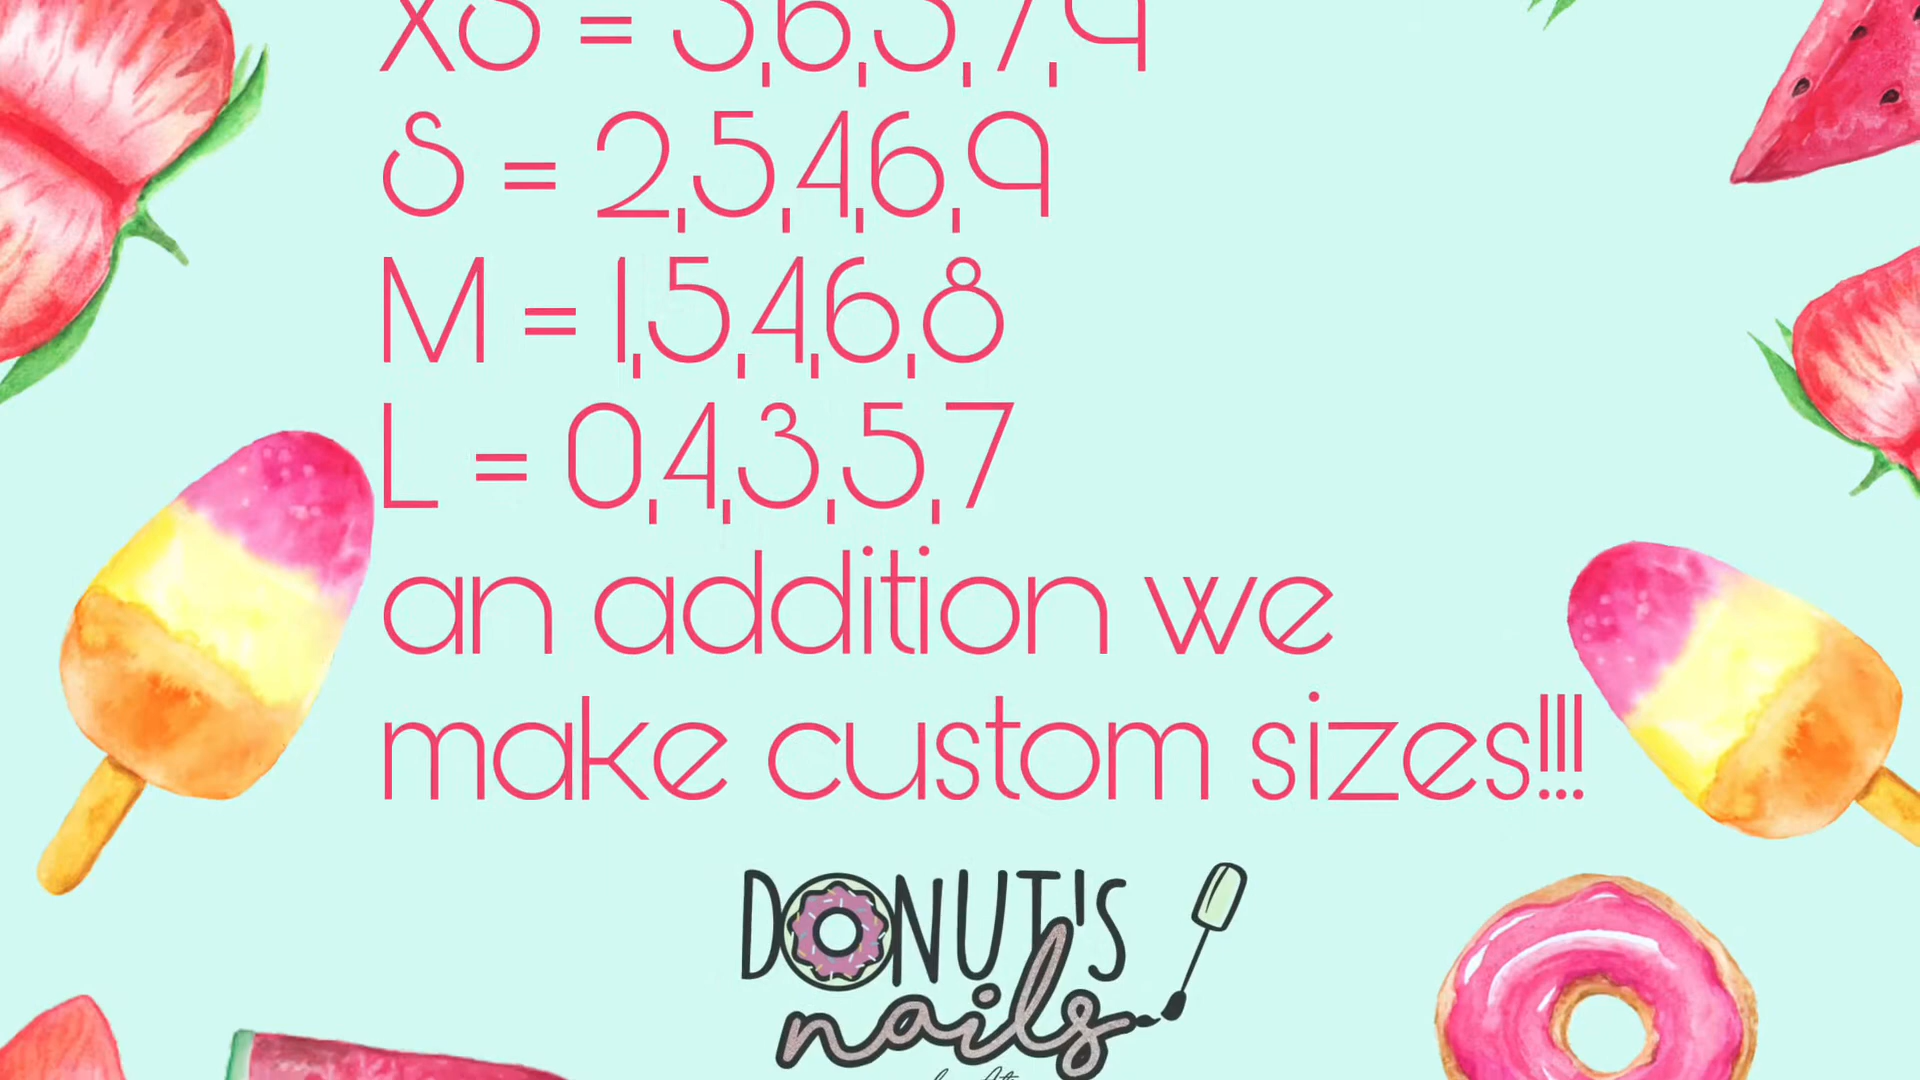 XS = 3,6,5,7,9
S = 2,5,4,6,9
M = 1,5,4,6,8
L = 0,4,3,5,7
an addition we
make custom sizes!!!
DONUT'S
nails